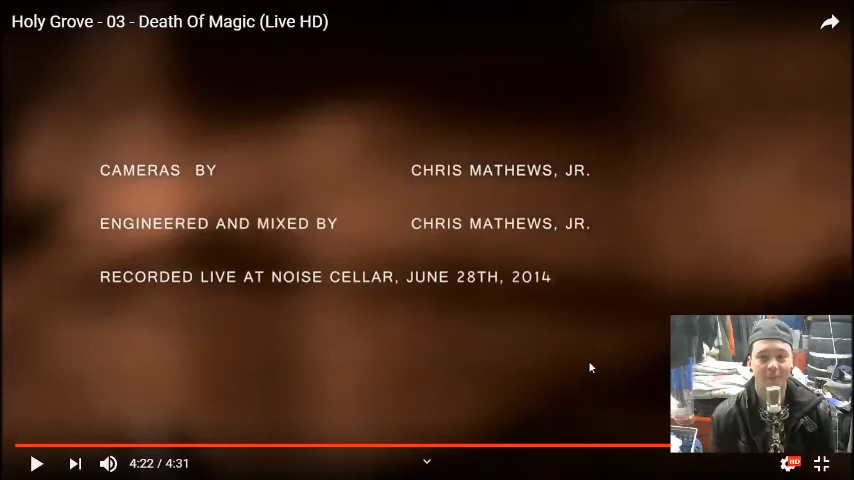 Holy Grove - 03 - Death Of Magic (Live HD)
CAMERAS BY CHRIS MATHEWS, JR.
ENGINEERED AND MIXED BY CHRIS MATHEWS, JR.
RECORDED LIVE AT NOISE CELLAR, JUNE 28TH, 2014
4:22 / 4:31 HD